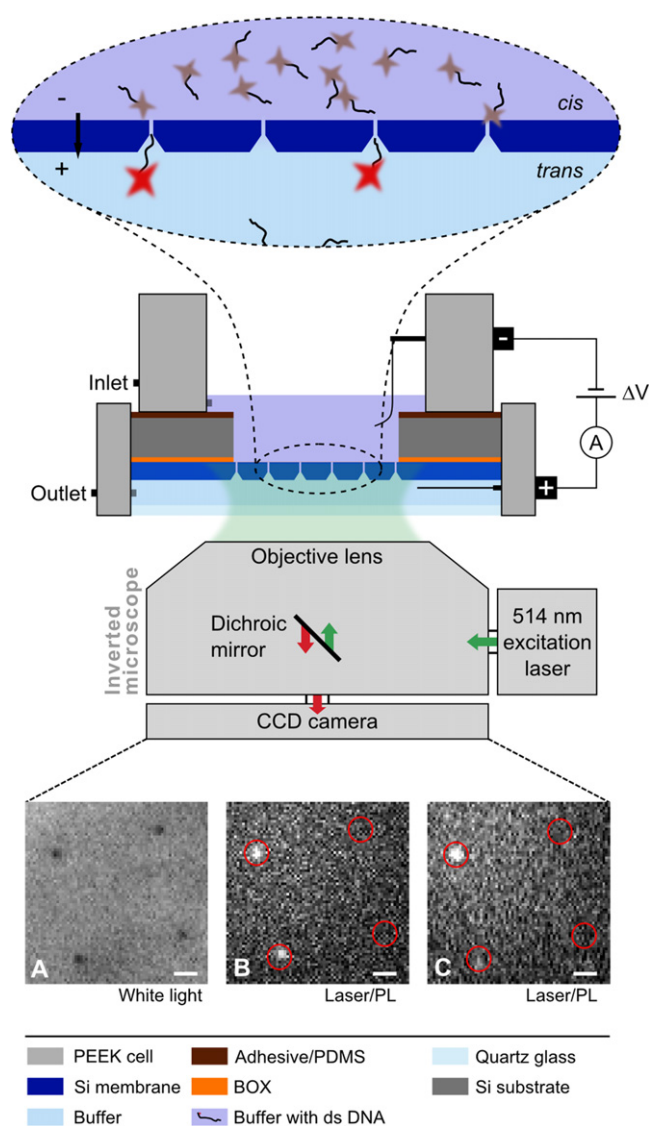 -
cis
+
trans
Inlet
-
ΔV
A
Outlet
+
Objective lens
Inverted
microscope
Dichroic
mirror
514 nm
excitation
laser
CCD camera
A
B
C
White light
Laser/PL
Laser/PL
PEEK cell
Adhesive/PDMS
Quartz glass
Si membrane
BOX
Si substrate
Buffer
Buffer with ds DNA